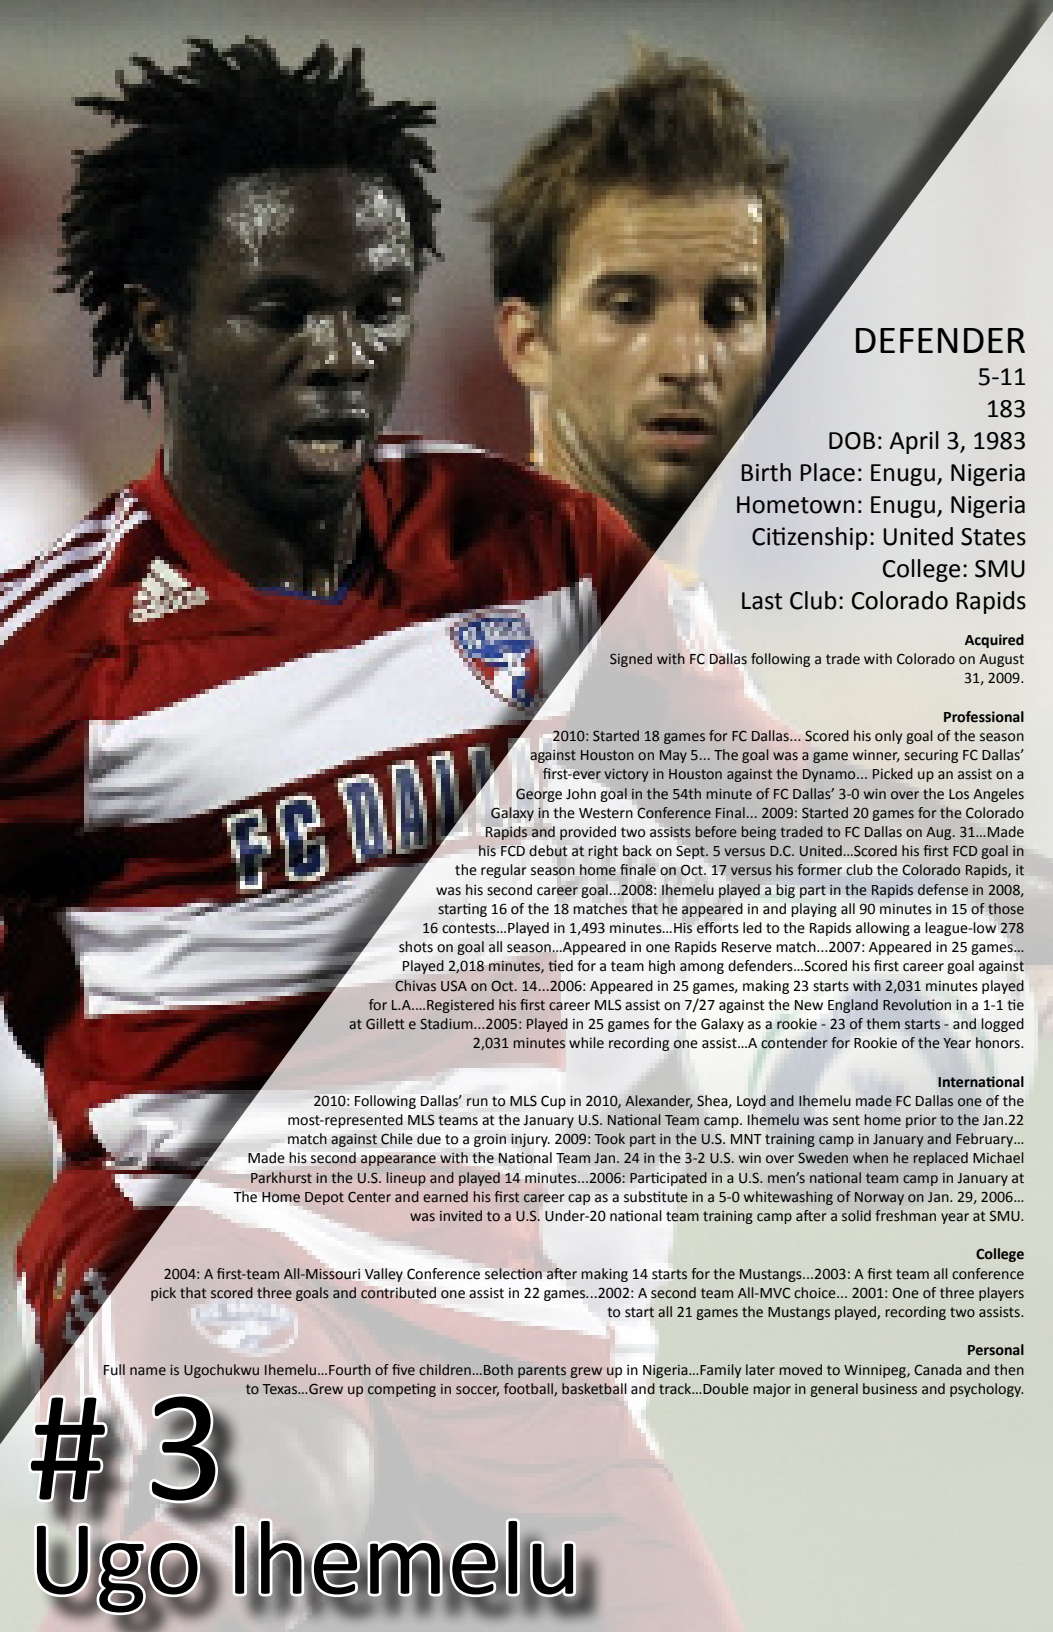 DEFENDER
5-11
183
DOB: April 3, 1983
Birth Place: Enugu, Nigeria
Hometown: Enugu, Nigeria
Citizenship: United States
College: SMU
Last Club: Colorado Rapids
Acquired
Signed with FC Dallas following a trade with Colorado on August
31, 2009.
Professional
2010: Started 18 games for FC Dallas... Scored his only goal of the season
against Houston on May 5... The goal was a game winner, securing FC Dallas'
first-ever victory in Houston against the Dynamo... Picked up an assist on a
George John goal in the 54th minute of FC Dallas' 3-0 win over the Los Angeles
Galaxy in the Western Conference Final... 2009: Started 20 games for the Colorado
Rapids and provided two assists before being traded to FC Dallas on Aug. 31...Made
his FCD debut at right back on Sept. 5 versus D.C. United...Scored his first FCD goal in
the regular season home finale on Oct. 17 versus his former club the Colorado Rapids, it
was his second career goal...2008: Ihemelu played a big part in the Rapids defense in 2008,
starting 16 of the 18 matches that he appeared in and playing all 90 minutes in 15 of those
16 contests...Played in 1,493 minutes...His efforts led to the Rapids allowing a league-low 278
shots on goal all season...Appeared in one Rapids Reserve match...2007: Appeared in 25 games...
Played 2,018 minutes, tied for a team high among defenders...Scored his first career goal against
Chivas USA on Oct. 14...2006: Appeared in 25 games, making 23 starts with 2,031 minutes played
for L.A....Registered his first career MLS assist on 7/27 against the New England Revolution in a 1-1 tie
at Gillett e Stadium...2005: Played in 25 games for the Galaxy as a rookie - 23 of them starts - and logged
2,031 minutes while recording one assist...A contender for Rookie of the Year honors.
International
2010: Following Dallas' run to MLS Cup in 2010, Alexander, Shea, Loyd and Ihemelu made FC Dallas one of the
most-represented MLS teams at the January U.S. National Team camp. Ihemelu was sent home prior to the Jan.22
match against Chile due to a groin injury. 2009: Took part in the U.S. MNT training camp in January and February...
Made his second appearance with the National Team Jan. 24 in the 3-2 U.S. win over Sweden when he replaced Michael
Parkhurst in the U.S. lineup and played 14 minutes...2006: Participated in a U.S. men's national team camp in January at
The Home Depot Center and earned his first career cap as a substitute in a 5-0 whitewashing of Norway on Jan. 29, 2006...
was invited to a U.S. Under-20 national team training camp after a solid freshman year at SMU.
College
2004: A first-team All-Missouri Valley Conference selection after making 14 starts for the Mustangs...2003: A first team all conference
pick that scored three goals and contributed one assist in 22 games...2002: A second team All-MVC choice... 2001: One of three players
to start all 21 games the Mustangs played, recording two assists.
Personal
Full name is Ugochukwu Ihemelu...Fourth of five children...Both parents grew up in Nigeria...Family later moved to Winnipeg, Canada and then
to Texas...Grew up competing in soccer, football, basketball and track...Double major in general business and psychology.
FC DALLA
# 3
Ugo Ihemelu